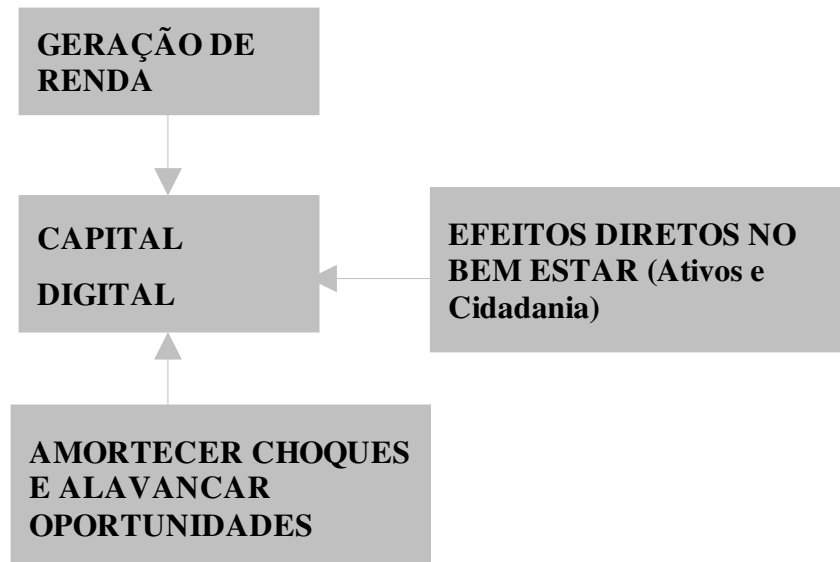 GERAÇÃO DE
RENDA
CAPITAL
DIGITAL
EFEITOS DIRETOS NO
BEM ESTAR (Ativos e
Cidadania)
AMORTECER CHOQUES
E ALAVANCAR
OPORTUNIDADES